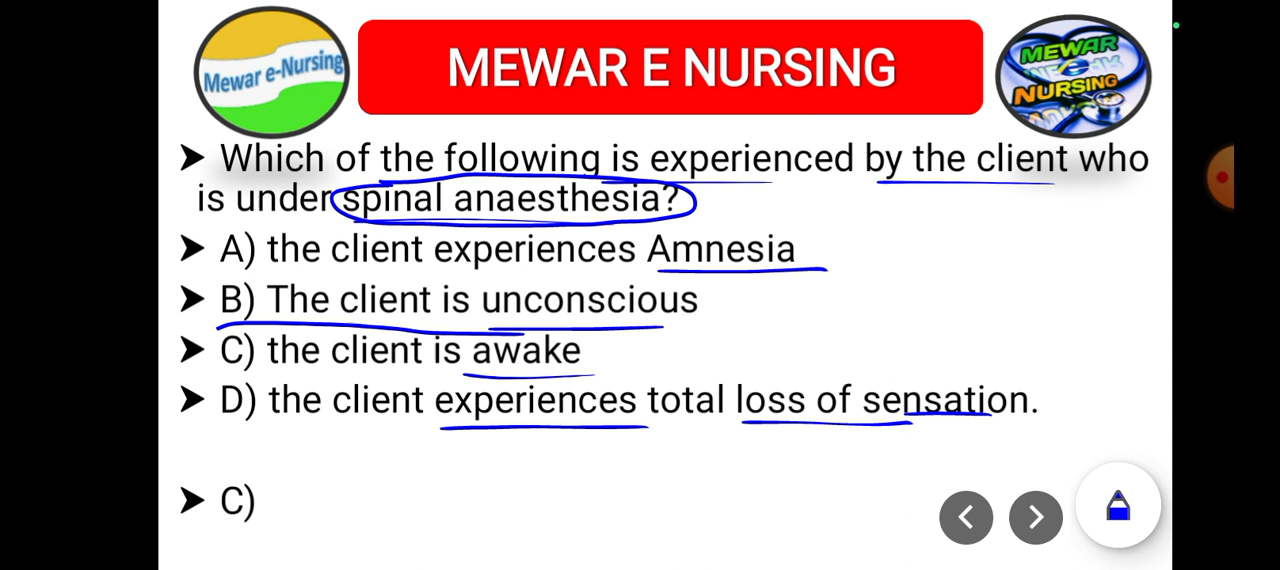 Mewar e-Nursing
MEWAR E NURSING
MEWAR
NURSING
➤ Which of the following is experienced by the client who
is under spinal anaesthesia?
➤ A) the client experiences Amnesia
➤ B) The client is unconscious
➤ C) the client is awake
➤ D) the client experiences total loss of sensation.
➤ C)